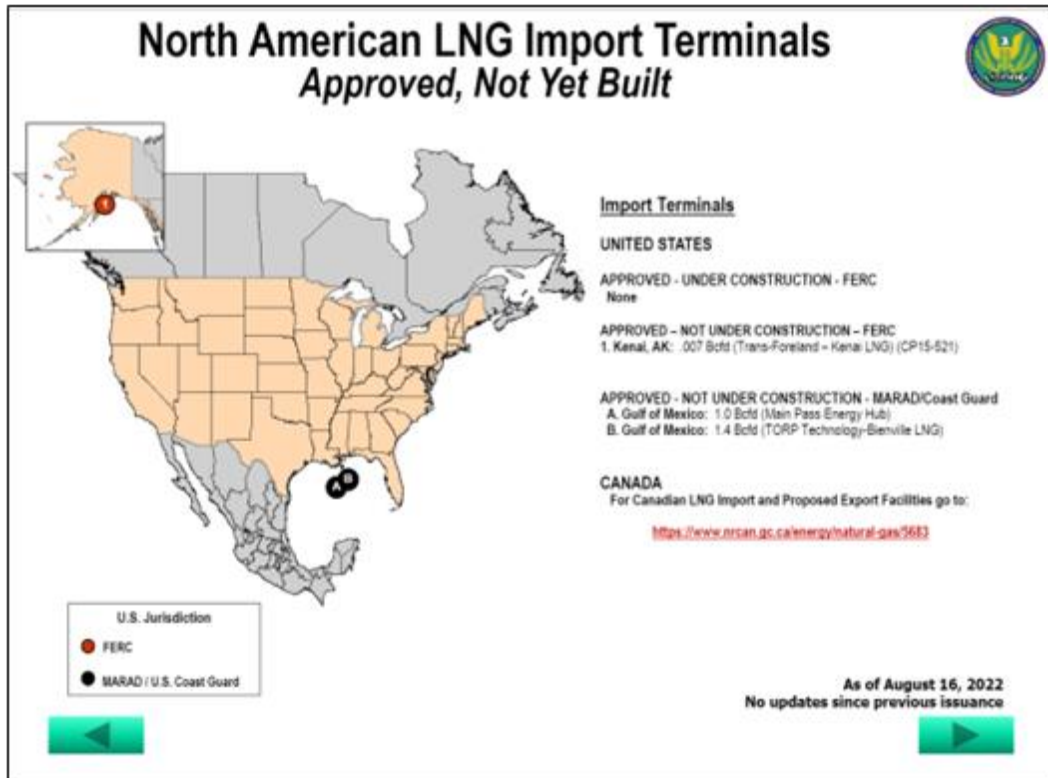 North American LNG Import Terminals
Approved, Not Yet Built
Import Terminals
UNITED STATES
APPROVED - UNDER CONSTRUCTION - FERC
None
APPROVED – NOT UNDER CONSTRUCTION – FERC
1. Kenai, AK: .007 Bcfd (Trans-Foreland – Kenai LNG) (CP15-521)
APPROVED - NOT UNDER CONSTRUCTION - MARAD/Coast Guard
A. Gulf of Mexico: 1.0 Bcfd (Main Pass Energy Hub)
B. Gulf of Mexico: 1.4 Bcfd (TORP Technology-Bienville LNG)
CANADA
For Canadian LNG Import and Proposed Export Facilities go to:
https://www.nrcan.gc.ca/energy/natural-gas/5683
1
A
B
U.S. Jurisdiction
FERC
MARAD / U.S. Coast Guard
As of August 16, 2022
No updates since previous issuance